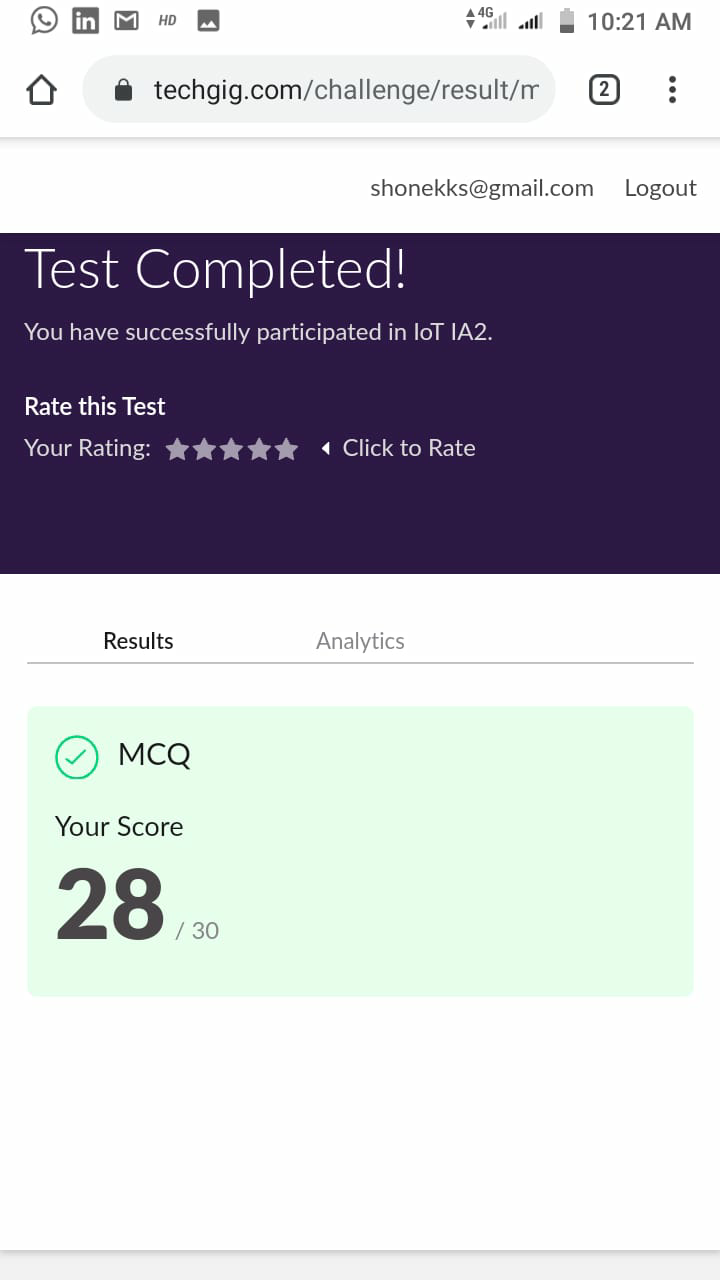 HD 4G 10:21 AM
techgig.com/challenge/result/m
2
shonekks@gmail.com Logout
Test Completed!
You have successfully participated in IoT IA2.
Rate this Test
Your Rating: Click to Rate
Results Analytics
MCQ
Your Score
28 / 30